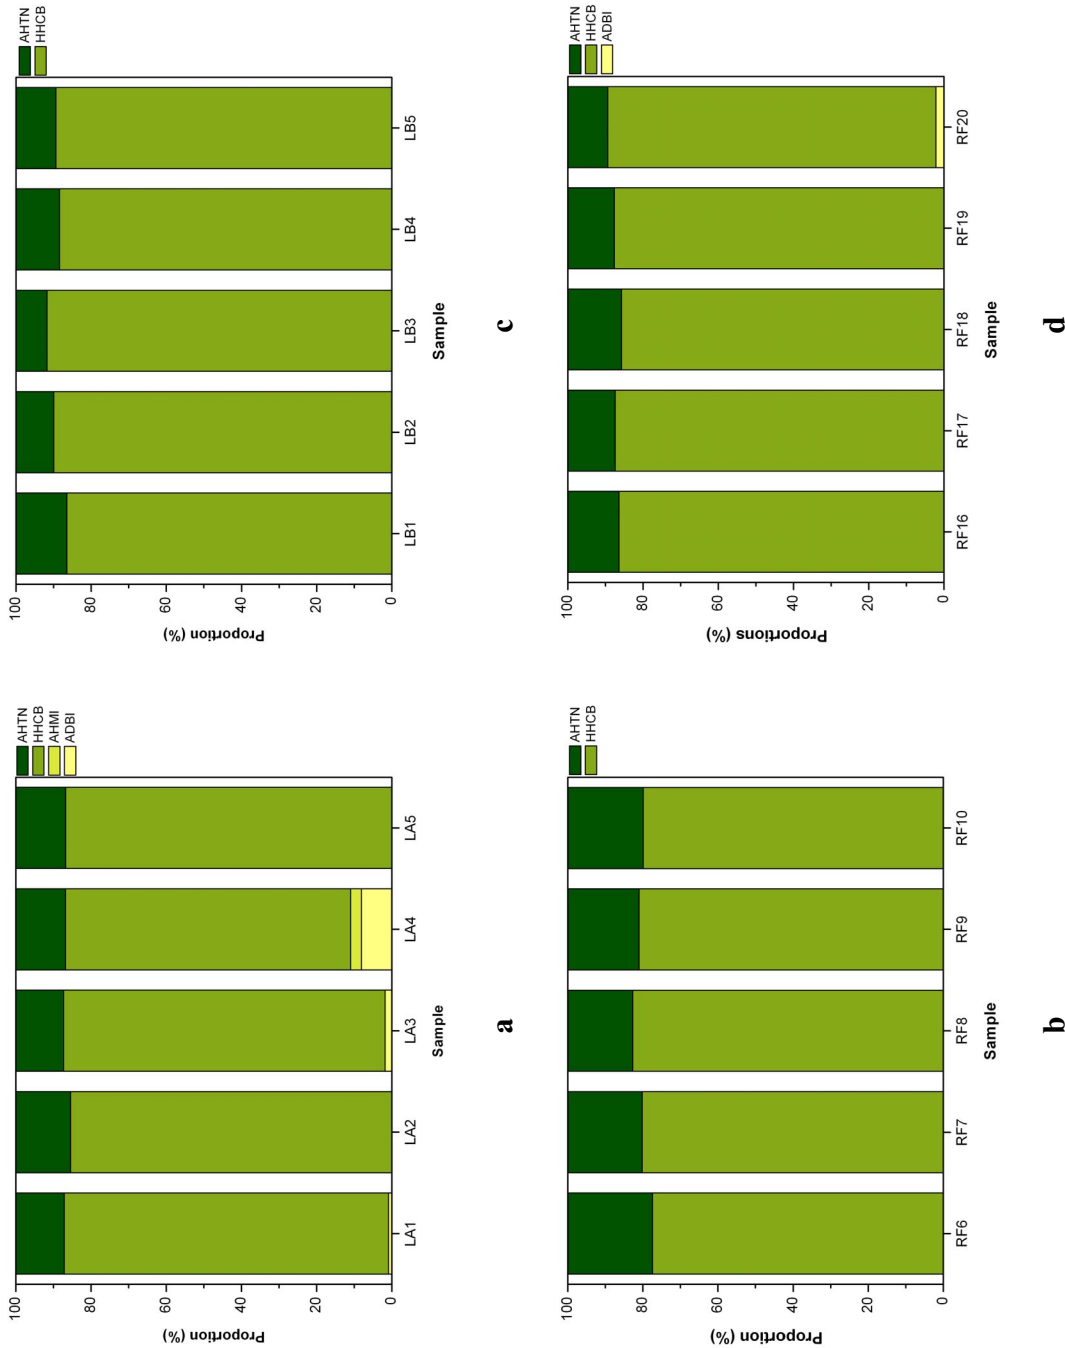 AHTN
HHCB
AHMI
ADBI
Proportion (%)
100
80
60
40
20
0
LA1
LA2
LA3
LA4
LA5
Sample
a
AHTN
HHCB
Proportion (%)
100
80
60
40
20
0
LB1
LB2
LB3
LB4
LB5
Sample
c
AHTN
HHCB
Proportion (%)
100
80
60
40
20
0
RF6
RF7
RF8
RF9
RF10
Sample
b
AHTN
HHCB
ADBI
Proportions (%)
100
80
60
40
20
0
RF16
RF17
RF18
RF19
RF20
Sample
d